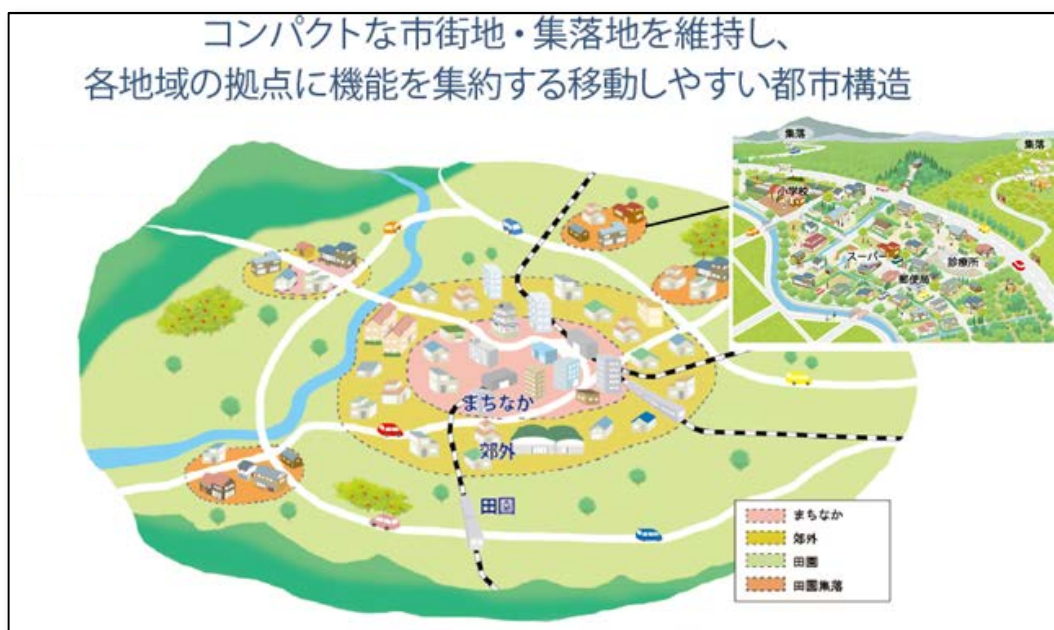 コンパクトな市街地・集落地を維持し、
各地域の拠点に機能を集約する移動しやすい都市構造
集落
集落
小学校
スーパー
診療所
郵便局
まちなか
郊外
田園
まちなか
郊外
田園
田園集落